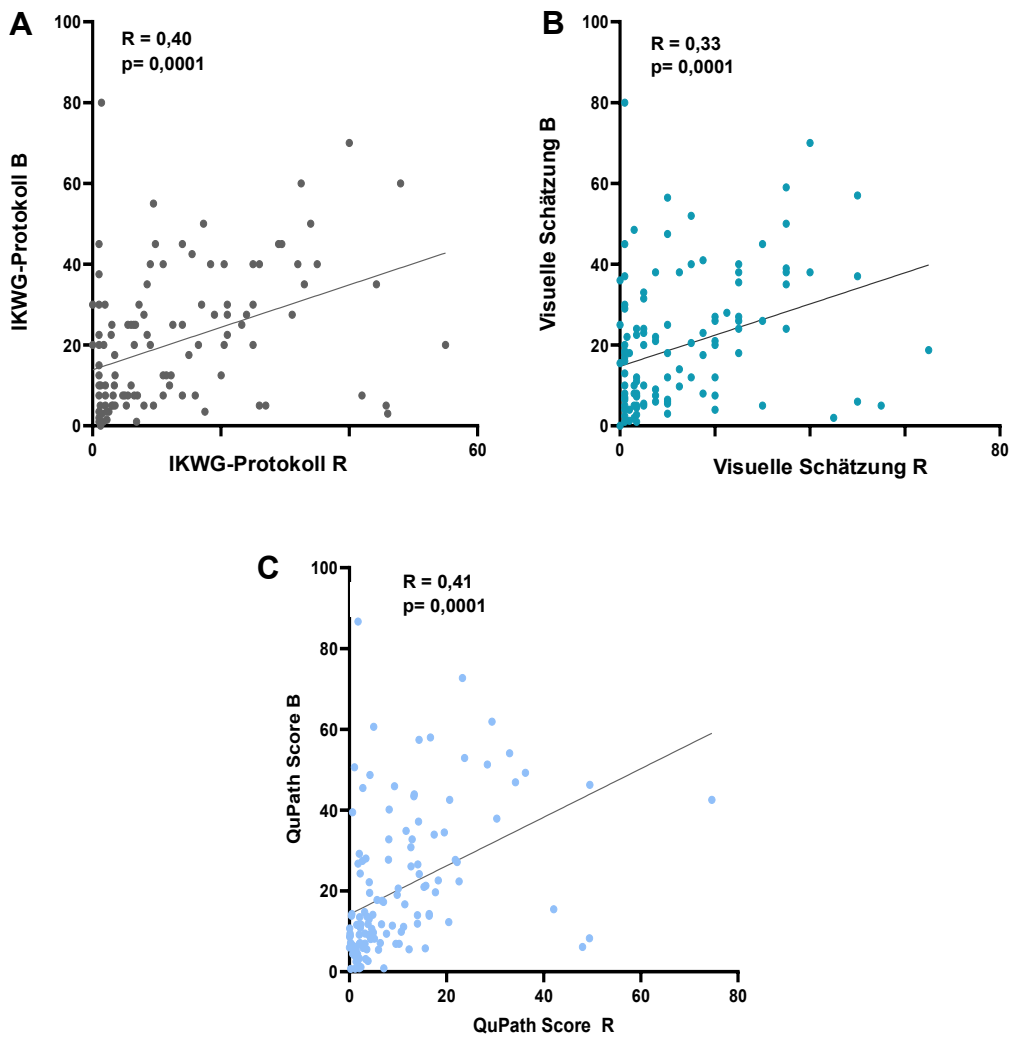 A
R = 0,40
p= 0,0001
IKWG-Protokoll B
100
80
60
40
20
0
0
60
IKWG-Protokoll R
B
R = 0,33
p= 0,0001
Visuelle Schätzung B
100
80
60
40
20
0
0
80
Visuelle Schätzung R
C
R = 0,41
p= 0,0001
QuPath Score B
100
80
60
40
20
0
0
20
40
60
80
QuPath Score R